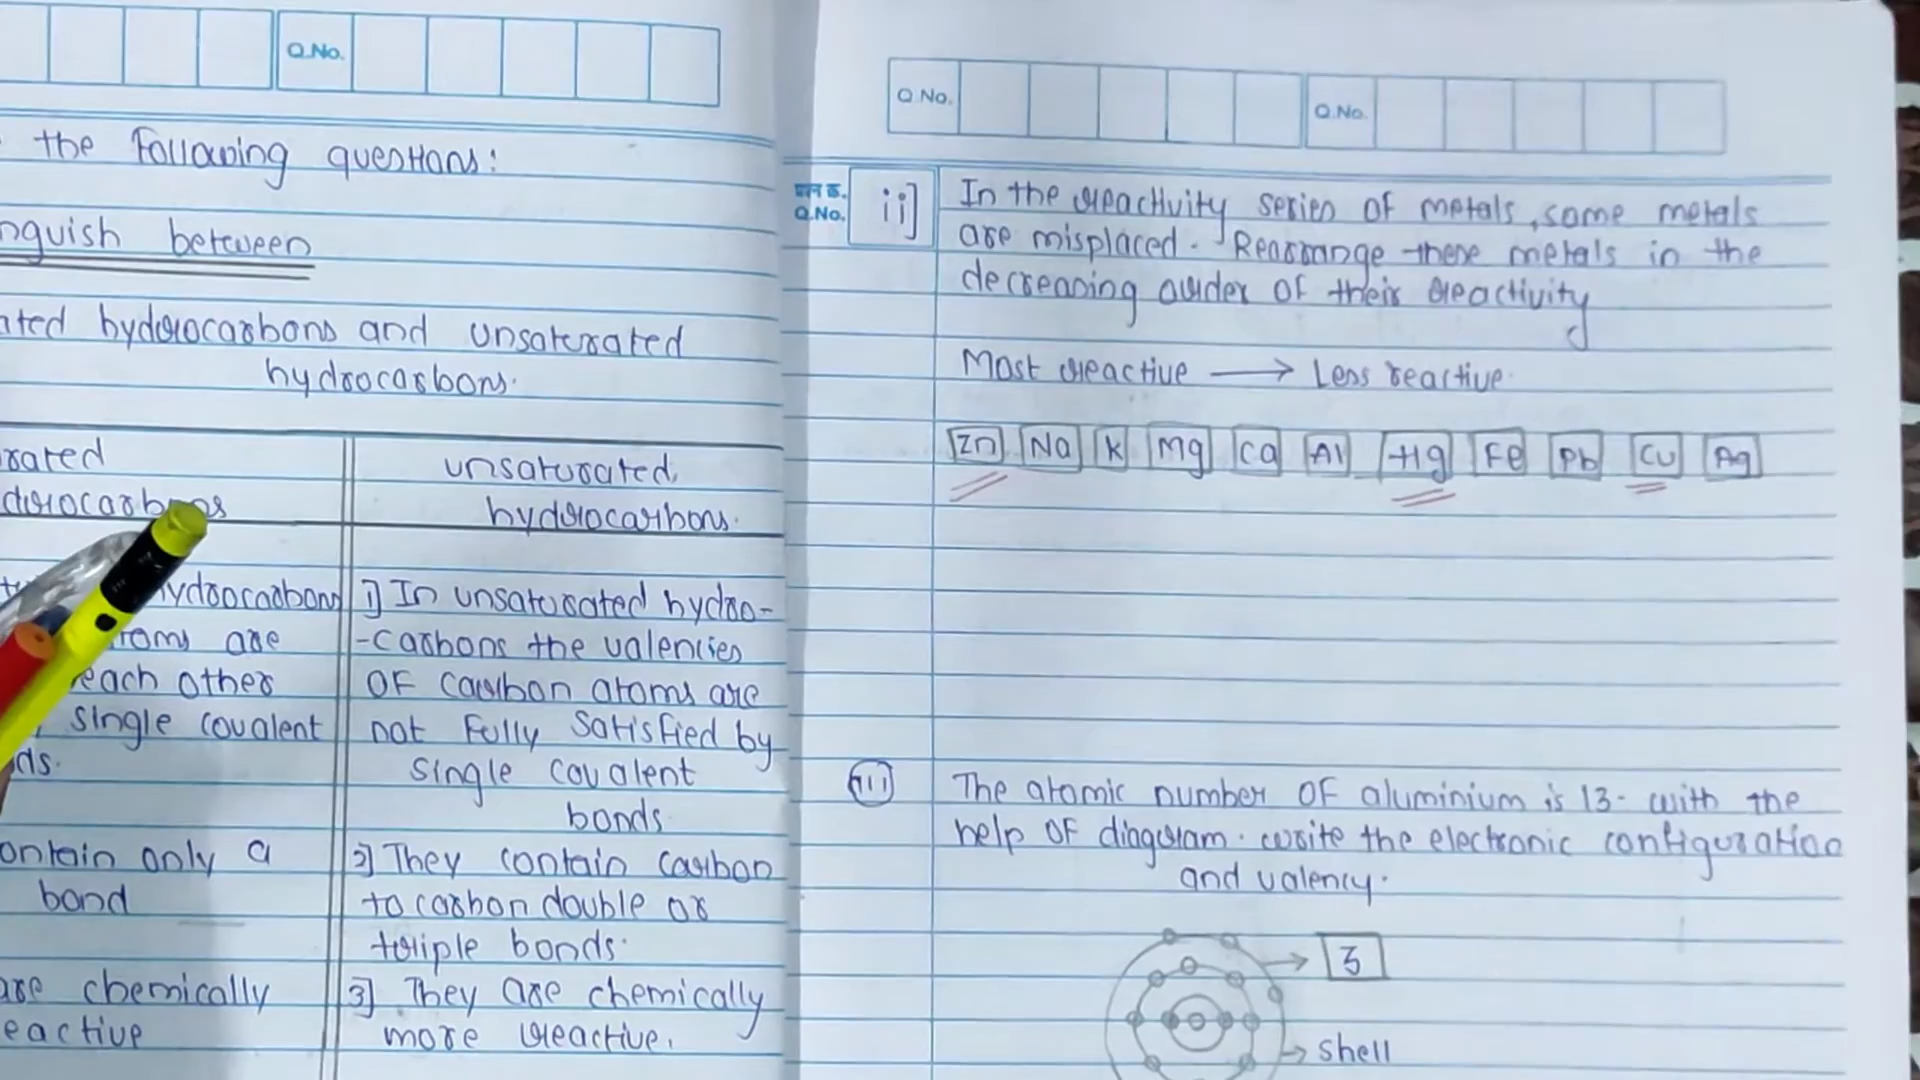 Q.No.
the following questions:
nguish between
ated hydrocarbons and unsaturated
hydrocarbons.
rated
unsaturated
hydrocarbons.
ydrocarbons
toms are
each other
single covalent
ds.
ontain only a
band
are chemically
eactive
1] In unsaturated hydro-
-carbons the valencies
of carbon atoms are
not fully satisfied by
single covalent
bonds
2] They contain carbon
to carbon double or
triple bonds.
3] They are chemically
more reactive.
Q.No. Q.No.
प्रश्न क्र.
Q.No.
ii] In the reactivity series of metals, some metals
are misplaced. Rearrange these metals in the
decreasing order of their reactivity
Most reactive → Less reactive.
Zn Na K Mg Ca Al Hg Fe Pb Cu Ag
iii The atomic number of aluminium is 13. with the
help of diagram. write the electronic configuration
and valency.
→ 3
→ shell